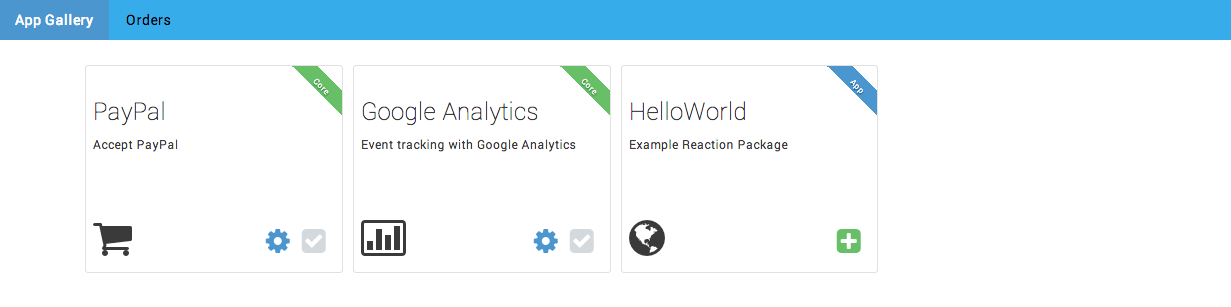 App Gallery Orders
Core
Core
App
PayPal
Google Analytics
HelloWorld
Accept PayPal
Event tracking with Google Analytics
Example Reaction Package